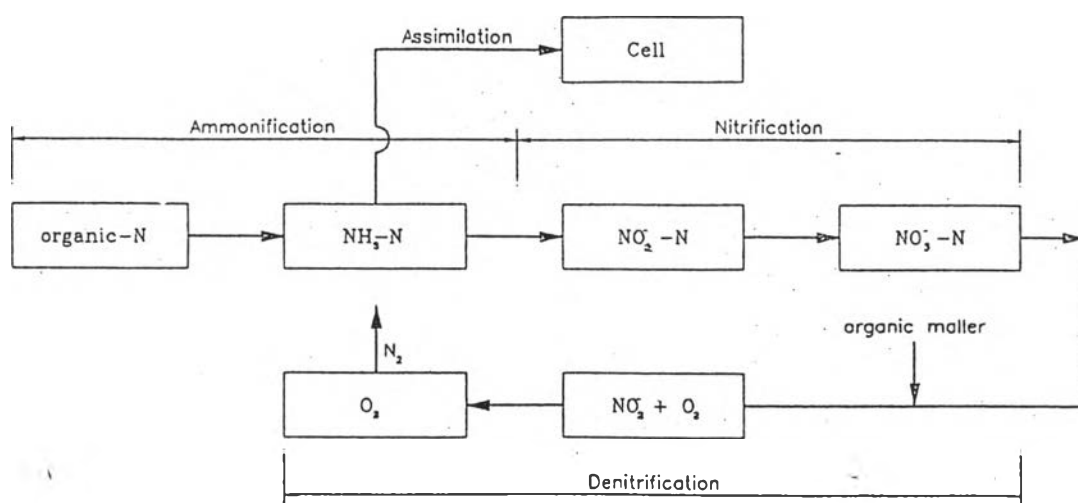 Assimilation
Cell
Ammonification
Nitrification
organic-N
NH₃-N
NO₂⁻-N
NO₃⁻-N
organic maller
N₂
O₂
NO₂⁻ + O₂
Denitrification